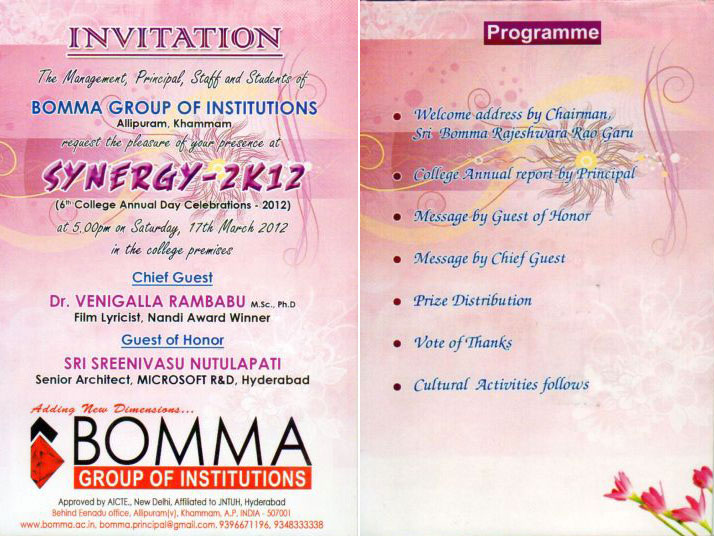 INVITATION
The Management, Principal, Staff and Students of
BOMMA GROUP OF INSTITUTIONS
Allipuram, Khammam
request the pleasure of your presence at
SYNERGY-2K12
(6th College Annual Day Celebrations - 2012)
at 5.00pm on Saturday, 17th March 2012
in the college premises
Chief Guest
Dr. VENIGALLA RAMBABU M.Sc., Ph.D
Film Lyricist, Nandi Award Winner
Guest of Honor
SRI SREENIVASU NUTULAPATI
Senior Architect, MICROSOFT R&D, Hyderabad
Adding New Dimensions...
BOMMA
GROUP OF INSTITUTIONS
Approved by AICTE., New Delhi, Affiliated to JNTUH, Hyderabad
Behind Eenadu office, Allipuram(v), Khammam, A.P. INDIA - 507001
www.bomma.ac.in, bomma.principal@gmail.com. 9396671196, 9348333338
Programme
• Welcome address by Chairman,
Sri Bomma Rajeshwara Rao Garu
• College Annual report by Principal
• Message by Guest of Honor
• Message by Chief Guest
• Prize Distribution
• Vote of Thanks
• Cultural Activities follows